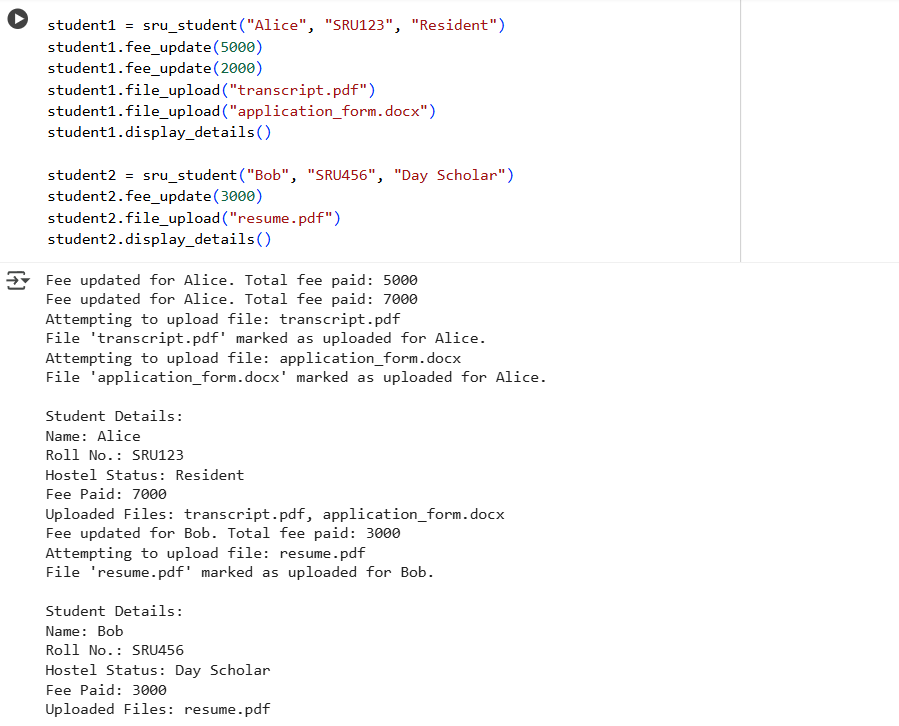 student1 = sru_student("Alice", "SRU123", "Resident")
student1.fee_update(5000)
student1.fee_update(2000)
student1.file_upload("transcript.pdf")
student1.file_upload("application_form.docx")
student1.display_details()
student2 = sru_student("Bob", "SRU456", "Day Scholar")
student2.fee_update(3000)
student2.file_upload("resume.pdf")
student2.display_details()
Fee updated for Alice. Total fee paid: 5000
Fee updated for Alice. Total fee paid: 7000
Attempting to upload file: transcript.pdf
File 'transcript.pdf' marked as uploaded for Alice.
Attempting to upload file: application_form.docx
File 'application_form.docx' marked as uploaded for Alice.
Student Details:
Name: Alice
Roll No.: SRU123
Hostel Status: Resident
Fee Paid: 7000
Uploaded Files: transcript.pdf, application_form.docx
Fee updated for Bob. Total fee paid: 3000
Attempting to upload file: resume.pdf
File 'resume.pdf' marked as uploaded for Bob.
Student Details:
Name: Bob
Roll No.: SRU456
Hostel Status: Day Scholar
Fee Paid: 3000
Uploaded Files: resume.pdf